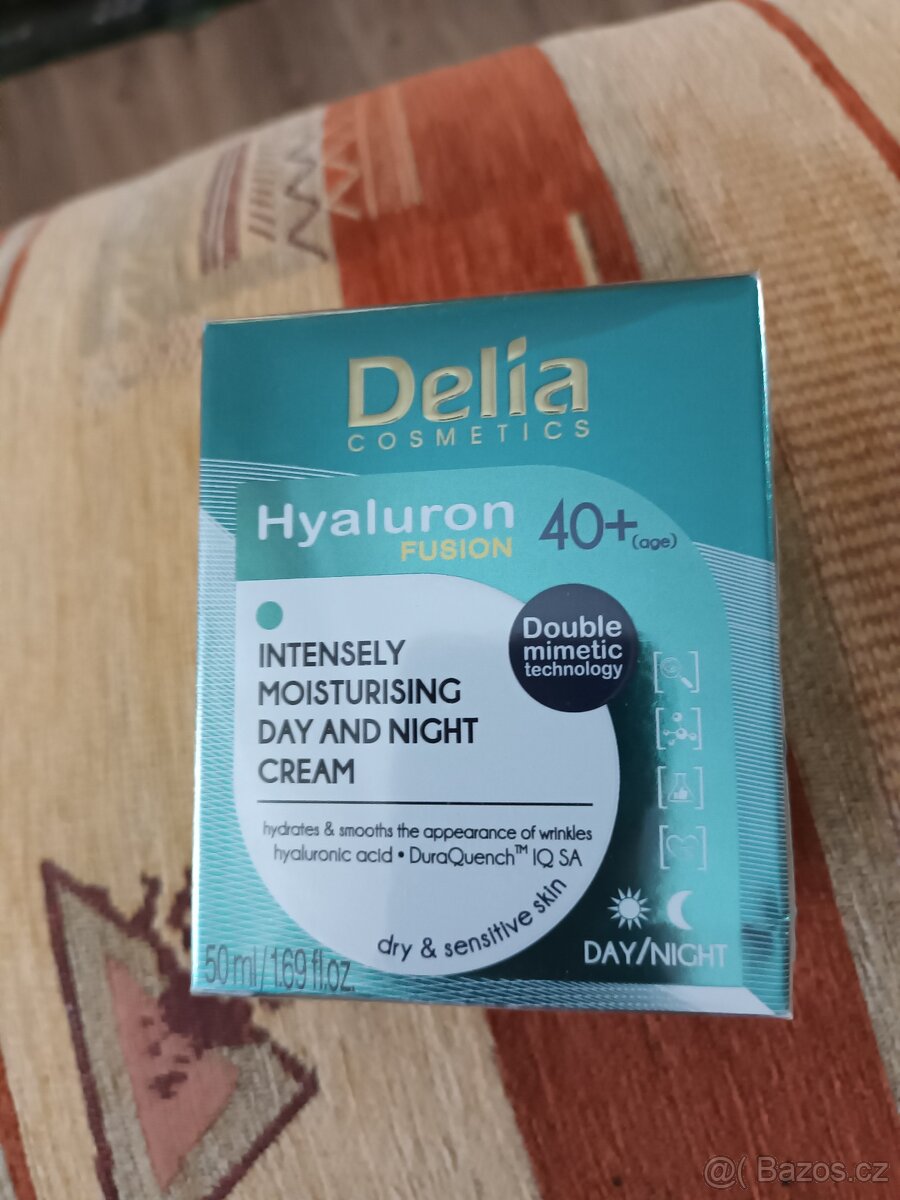 Delia
COSMETICS
Hyaluron
FUSION
40+(age)
Double
mimetic
technology
INTENSELY
MOISTURISING
DAY AND NIGHT
CREAM
hydrates & smooths the appearance of wrinkles
hyaluronic acid • DuraQuench™ IQ SA
dry & sensitive skin
DAY/NIGHT
50 ml/1.69 fl.oz.
@( Bazos.cz